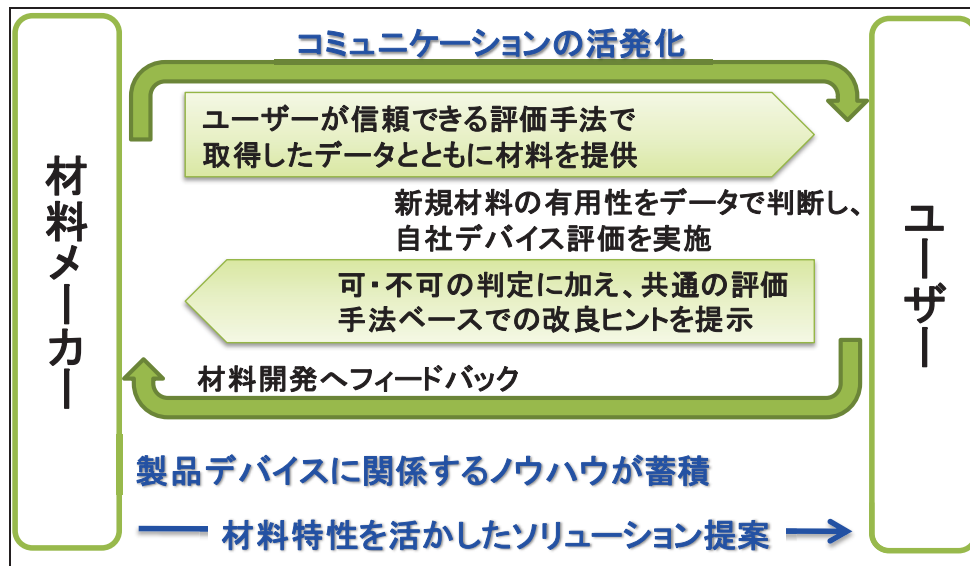 コミュニケーションの活発化
材料メーカー
ユーザーが信頼できる評価手法で
取得したデータとともに材料を提供
新規材料の有用性をデータで判断し、
自社デバイス評価を実施
ユーザー
可・不可の判定に加え、共通の評価
手法ベースでの改良ヒントを提示
材料開発へフィードバック
製品デバイスに関係するノウハウが蓄積
材料特性を活かしたソリューション提案